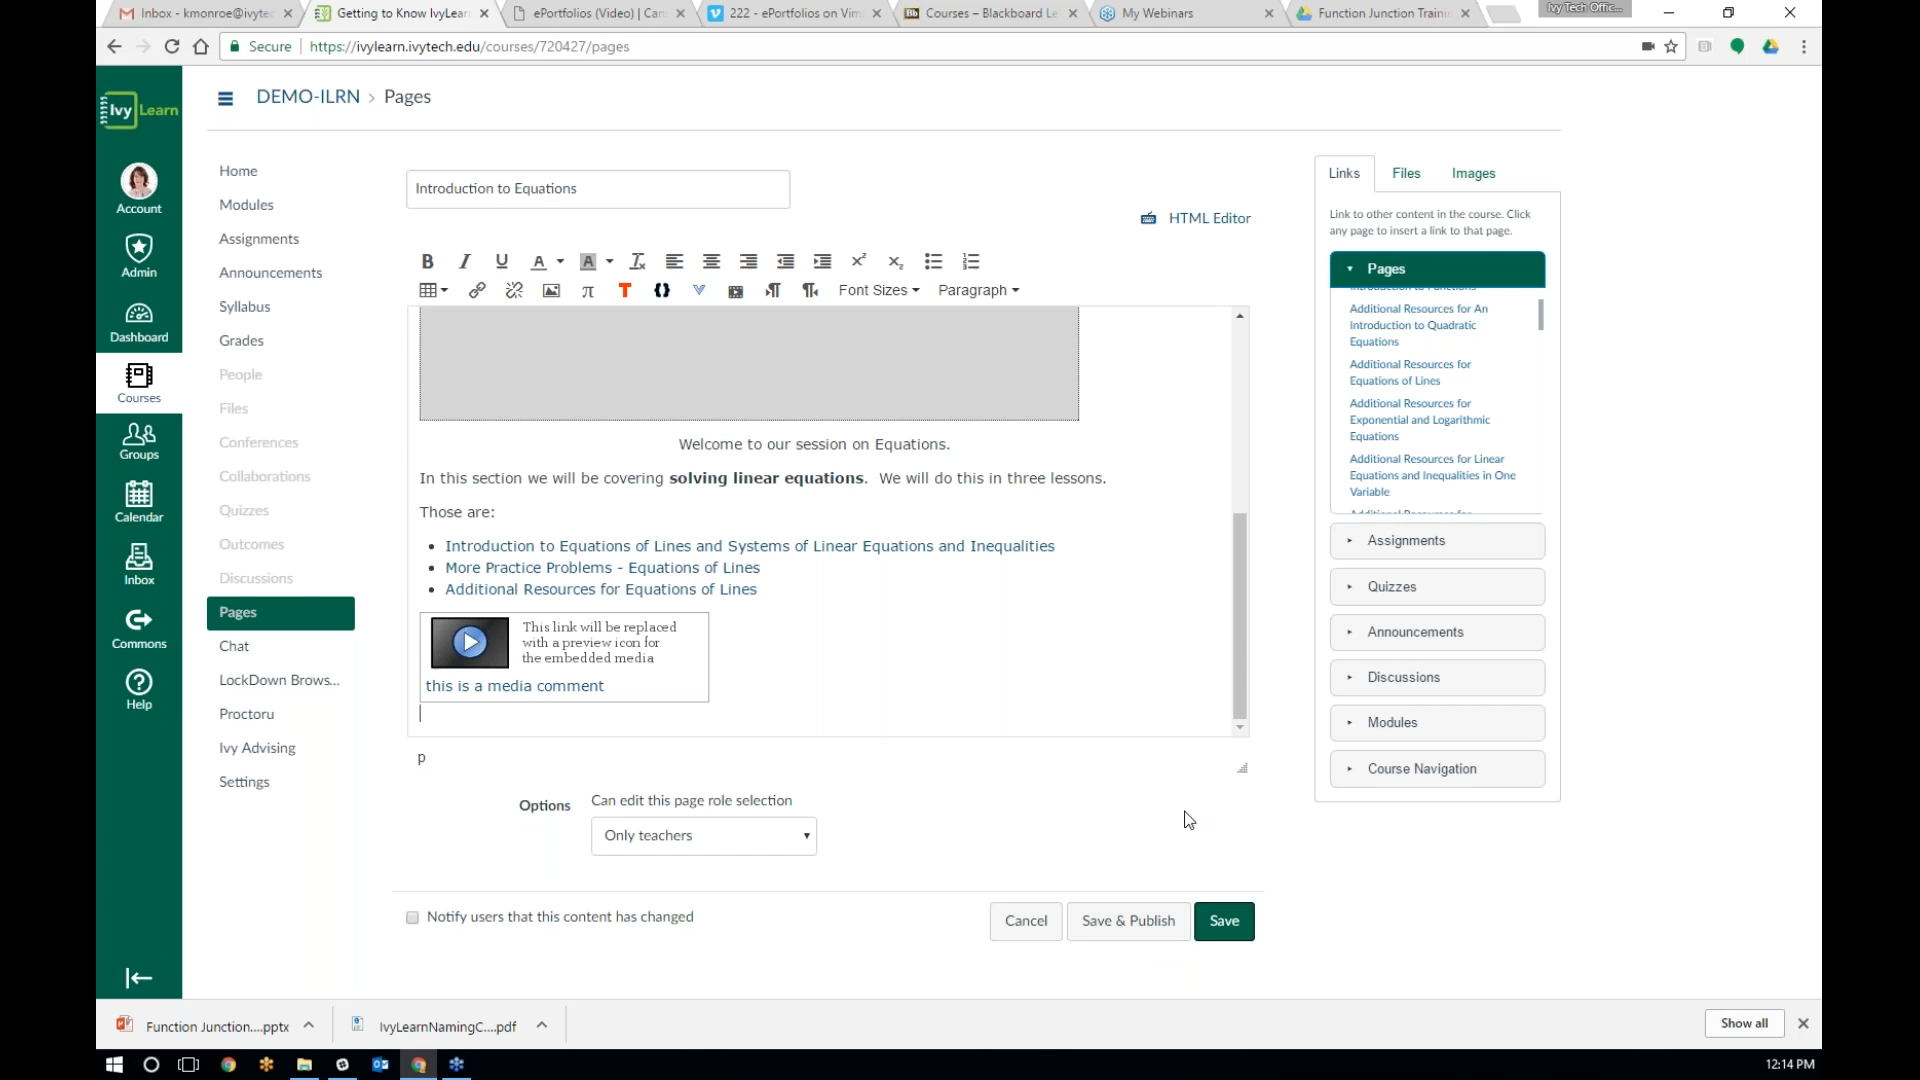 Inbox - kmonroe@ivytec
Getting to Know IvyLear
ePortfolios (Video) | Can
222 - ePortfolios on Vim
Courses – Blackboard Le
My Webinars
Function Junction Traini
Ivy Tech Offic...
Secure
https://ivylearn.ivytech.edu/courses/720427/pages
Ivy Learn
DEMO-ILRN > Pages
Account
Admin
Dashboard
Courses
Groups
Calendar
Inbox
Commons
Help
Home
Modules
Assignments
Announcements
Syllabus
Grades
People
Files
Conferences
Collaborations
Quizzes
Outcomes
Discussions
Pages
Chat
LockDown Brows...
Proctoru
Ivy Advising
Settings
Introduction to Equations
HTML Editor
Font Sizes
Paragraph
Welcome to our session on Equations.
In this section we will be covering solving linear equations. We will do this in three lessons.
Those are:
Introduction to Equations of Lines and Systems of Linear Equations and Inequalities
More Practice Problems - Equations of Lines
Additional Resources for Equations of Lines
This link will be replaced
with a preview icon for
the embedded media
this is a media comment
p
Options
Can edit this page role selection
Only teachers
Notify users that this content has changed
Cancel
Save & Publish
Save
Links
Files
Images
Link to other content in the course. Click
any page to insert a link to that page.
Pages
Introduction to Functions
Additional Resources for An
Introduction to Quadratic
Equations
Additional Resources for
Equations of Lines
Additional Resources for
Exponential and Logarithmic
Equations
Additional Resources for Linear
Equations and Inequalities in One
Variable
Additional Resources for
Assignments
Quizzes
Announcements
Discussions
Modules
Course Navigation
Function Junction....pptx
IvyLearnNamingC....pdf
Show all
12:14 PM